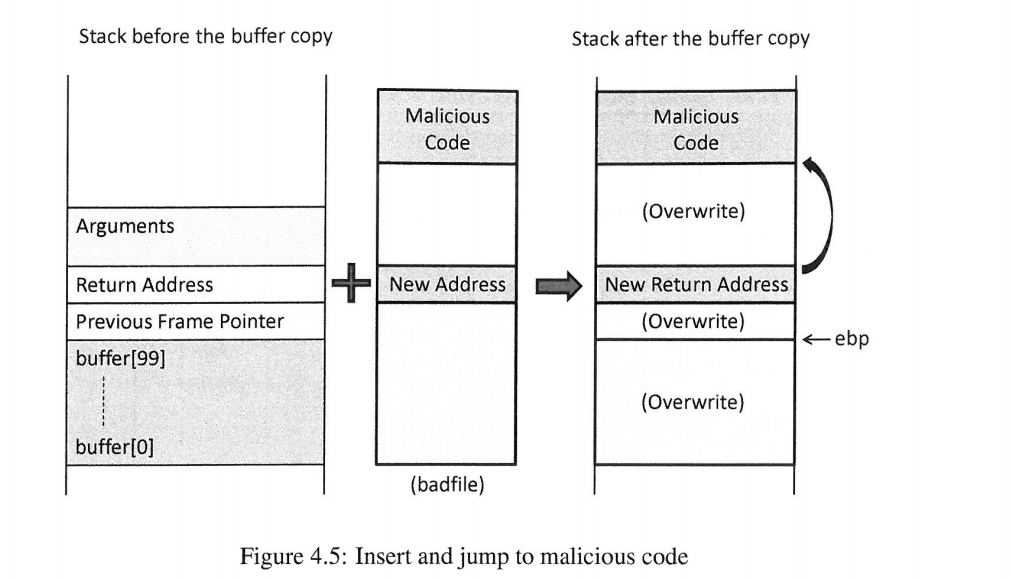 Stack before the buffer copy
Stack after the buffer copy
Arguments
Return Address
Previous Frame Pointer
buffer[99]
buffer[0]
Malicious
Code
New Address
(badfile)
Malicious
Code
(Overwrite)
New Return Address
(Overwrite)
ebp
(Overwrite)
Figure 4.5: Insert and jump to malicious code